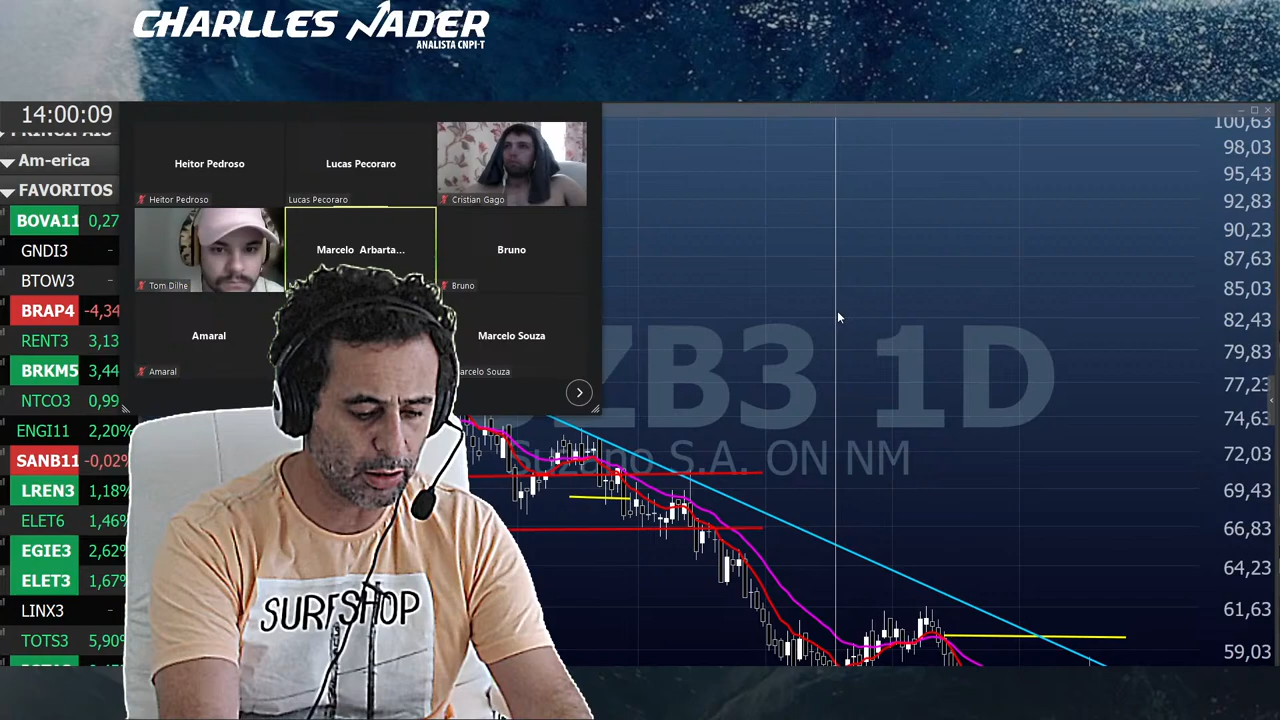 CHARLLES NADER
ANALISTA CNPI-T
14:00:09
PRINCIPAIS
Am-erica
FAVORITOS
BOVA11 0,27
GNDI3 -
BTOW3 -
BRAP4 -4,34
RENT3 3,13
BRKM5 3,44
NTCO3 0,99
ENGI11 2,20%
SANB11 -0,02%
LREN3 1,18%
ELET6 1,46%
EGIE3 2,62%
ELET3 1,67%
LINX3 -
TOTS3 5,90%
Heitor Pedroso
Heitor Pedroso
Lucas Pecoraro
Lucas Pecoraro
Cristian Gago
Tom Dilhe
Marcelo Arbarta...
Bruno
Bruno
Amaral
Amaral
Marcelo Souza
arcelo Souza
ZB3 1D
Suzano S.A. ON NM
100,63
98,03
95,43
92,83
90,23
87,63
85,03
82,43
79,83
77,23
74,63
72,03
69,43
66,83
64,23
61,63
59,03
SURFSHOP